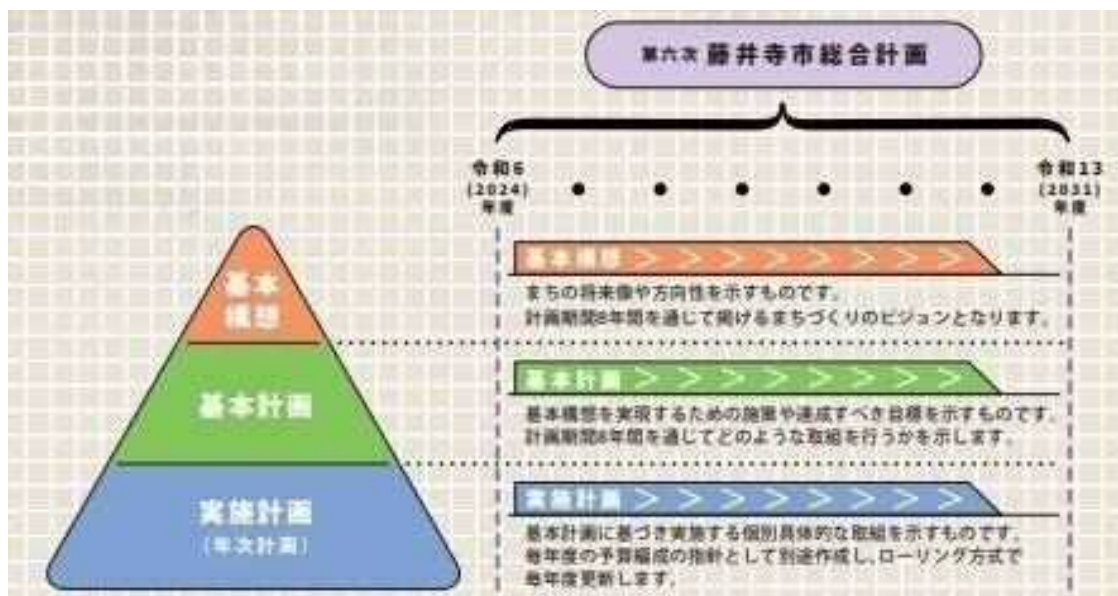 第六次 藤井寺市総合計画
令和6
(2024)
年度
令和13
(2031)
年度
基本
構想
基本計画
実施計画
(年次計画)
基本構想
まちの将来像や方向性を示すものです。
計画期間8年間を通じて掲げるまちづくりのビジョンとなります。
基本計画
基本構想を実現するための施策や達成すべき目標を示すものです。
計画期間8年間を通じてどのような取組を行うかを示します。
実施計画
基本計画に基づき実施する個別具体的な取組を示すものです。
毎年度の予算編成の指針として別途作成し、ローリング方式で
毎年度更新します。